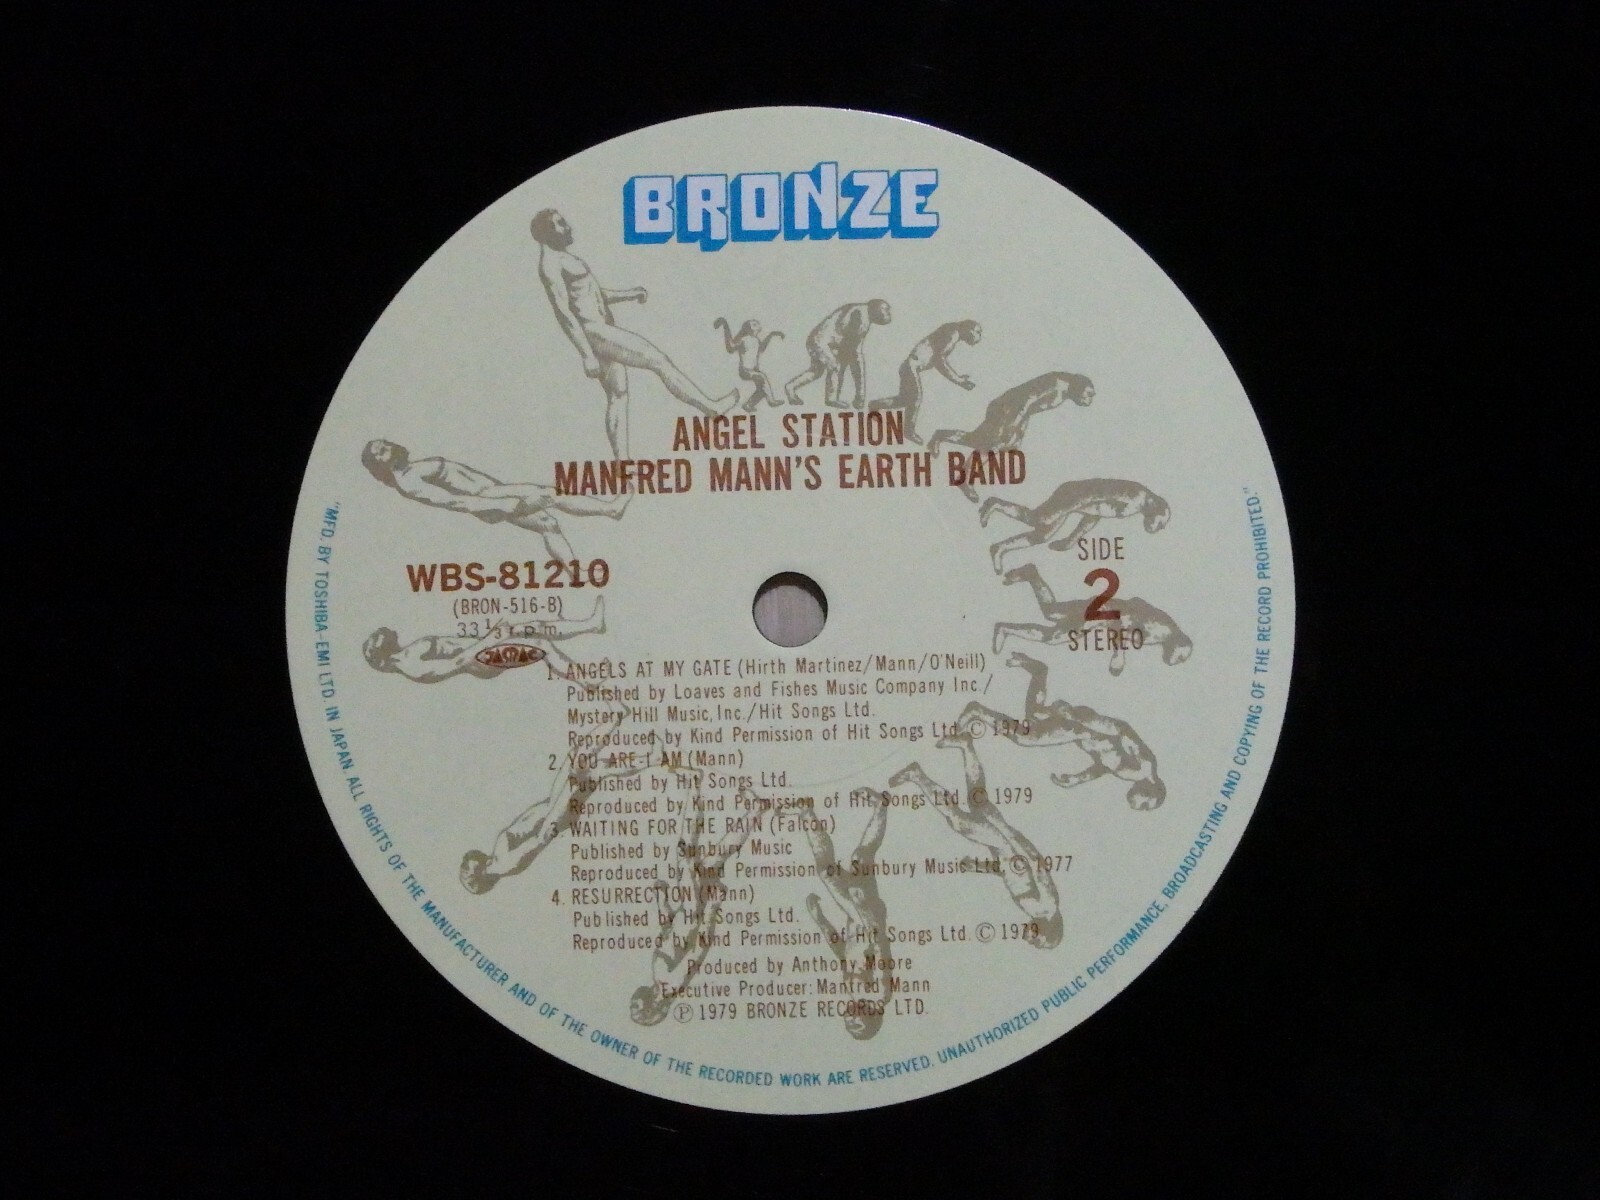 BRONZE
ANGEL STATION
MANFRED MANN'S EARTH BAND
WBS-81210
(BRON-516-B)
33 1/3 r.p.m.
JASRAC
SIDE
2
STEREO
1. ANGELS AT MY GATE (Hirth Martinez/Mann/O'Neill)
Published by Loaves and Fishes Music Company Inc./
Mystery Hill Music, Inc./Hit Songs Ltd.
Reproduced by Kind Permission of Hit Songs Ltd. © 1979
2. YOU ARE-I AM (Mann)
Published by Hit Songs Ltd.
Reproduced by Kind Permission of Hit Songs Ltd. © 1979
3. WAITING FOR THE RAIN (Falcon)
Published by Sunbury Music
Reproduced by Kind Permission of Sunbury Music Ltd. © 1977
4. RESURRECTION (Mann)
Published by Hit Songs Ltd.
Reproduced by Kind Permission of Hit Songs Ltd. © 1979
Produced by Anthony Moore
Executive Producer: Manfred Mann
℗ 1979 BRONZE RECORDS LTD.
"MFD. BY TOSHIBA-EMI LTD. IN JAPAN. ALL RIGHTS OF THE MANUFACTURER AND OF THE OWNER OF THE RECORDED WORK ARE RESERVED. UNAUTHORIZED PUBLIC PERFORMANCE, BROADCASTING AND COPYING OF THE RECORD PROHIBITED."